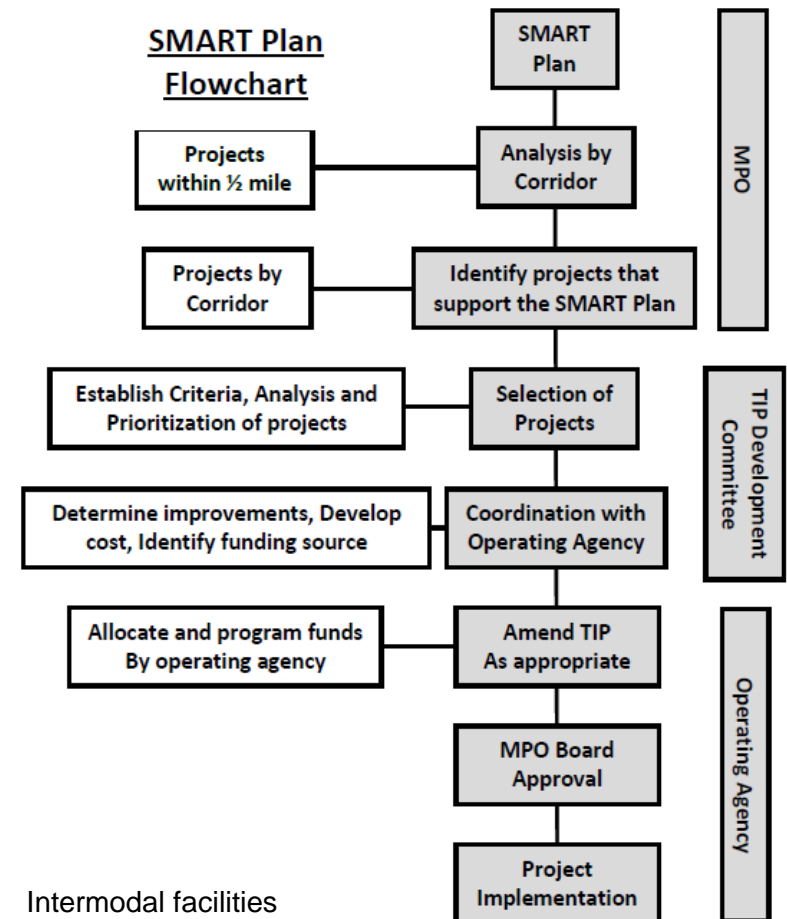 SMART Plan
Flowchart
SMART
Plan
MPO
Projects
within ½ mile
Analysis by
Corridor
Projects by
Corridor
Identify projects that
support the SMART Plan
TIP Development
Committee
Establish Criteria, Analysis and
Prioritization of projects
Selection of
Projects
Determine improvements, Develop
cost, Identify funding source
Coordination with
Operating Agency
Operating Agency
Allocate and program funds
By operating agency
Amend TIP
As appropriate
MPO Board
Approval
Project
Implementation
Intermodal facilities